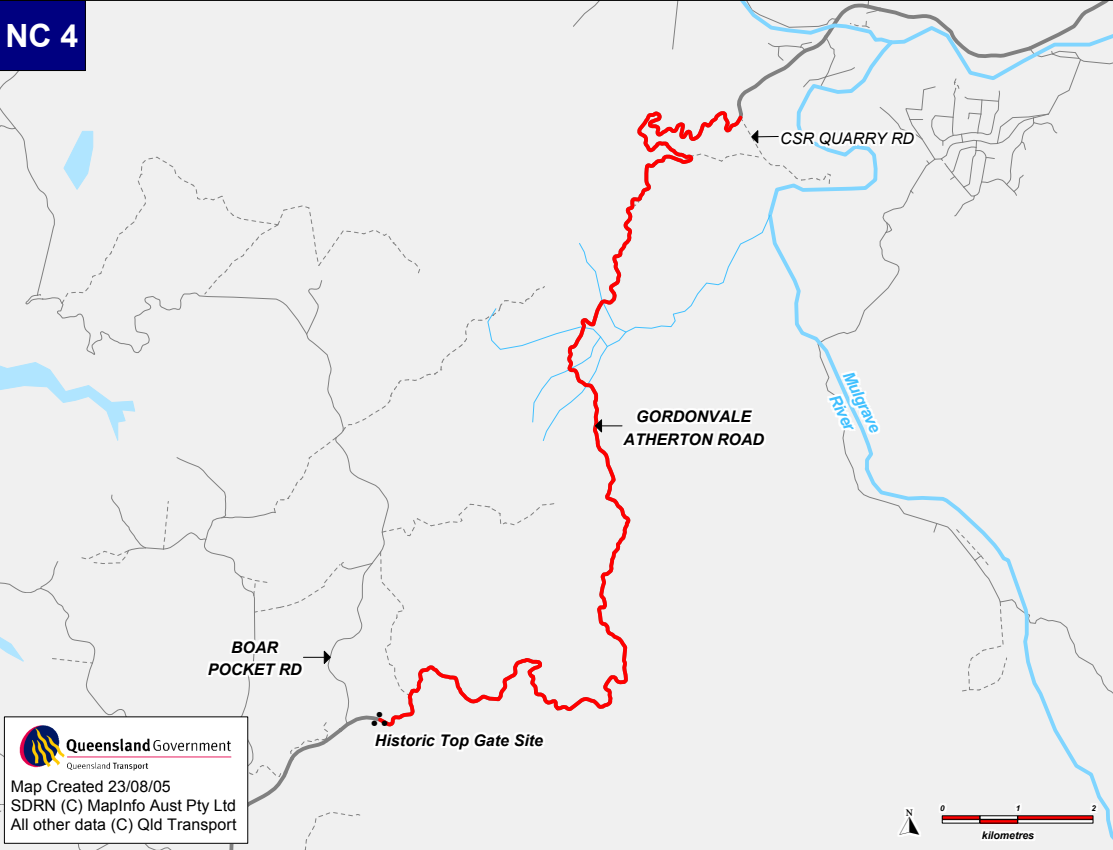 NC 4
CSR QUARRY RD
Mulgrave
River
GORDONVALE
ATHERTON ROAD
BOAR
POCKET RD
Historic Top Gate Site
Queensland Government
Queensland Transport
Map Created 23/08/05
SDRN (C) MapInfo Aust Pty Ltd
All other data (C) Qld Transport
N
0 1 2
kilometres